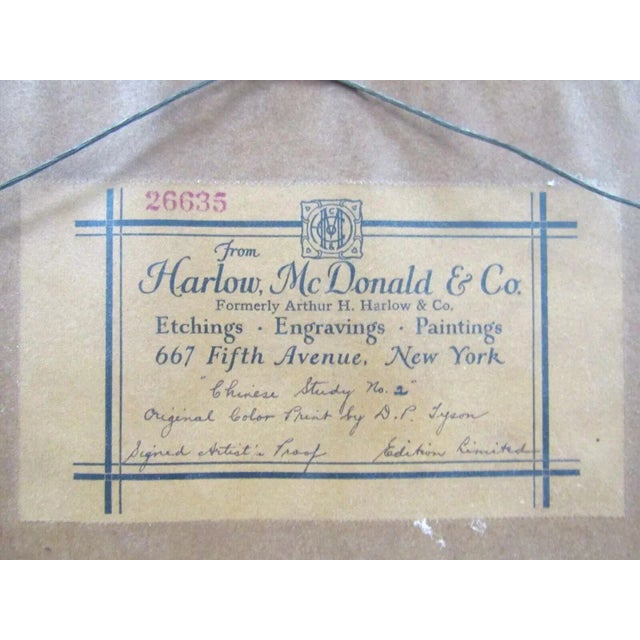 26635
From
Harlow, McDonald & Co.
Formerly Arthur H. Harlow & Co.
Etchings · Engravings · Paintings
667 Fifth Avenue, New York
"Chinese Study No. 2"
Original Color Print by D.P. Tyson
Signed Artist's Proof Edition Limited